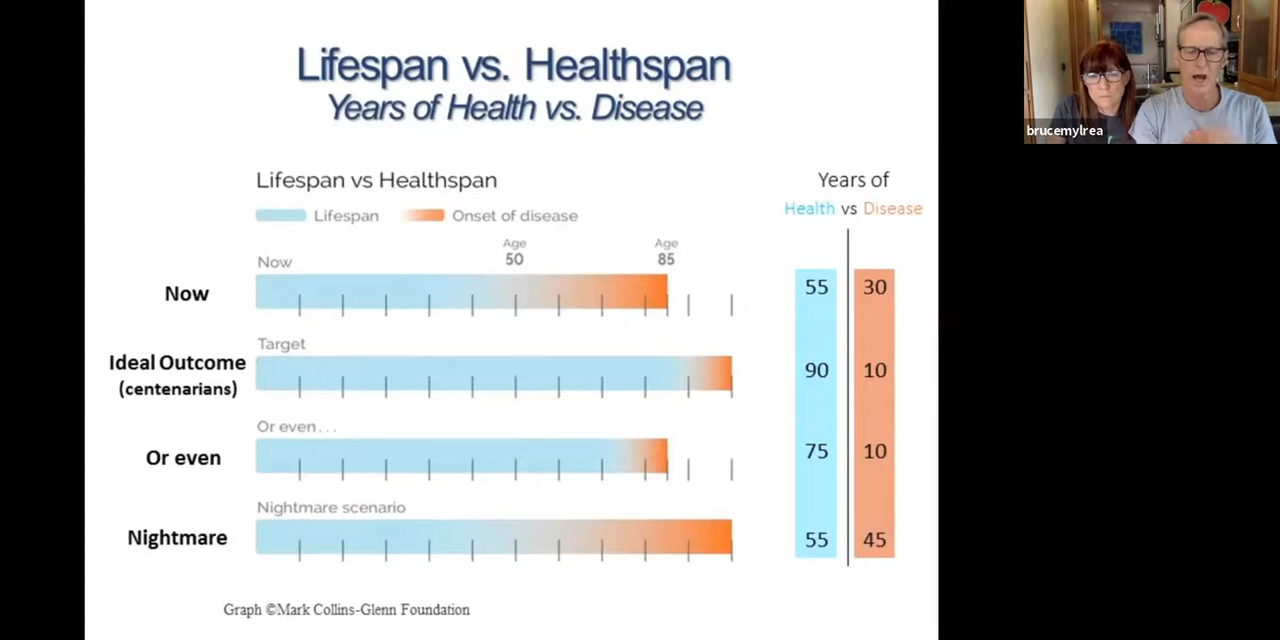 Lifespan vs. Healthspan
Years of Health vs. Disease
Lifespan vs Healthspan
Lifespan
Onset of disease
Years of
Health vs Disease
Age
50
Age
85
Now
Now
55
30
Target
Ideal Outcome
(centenarians)
90
10
Or even...
Or even
75
10
Nightmare scenario
Nightmare
55
45
Graph ©Mark Collins-Glenn Foundation
brucemylrea